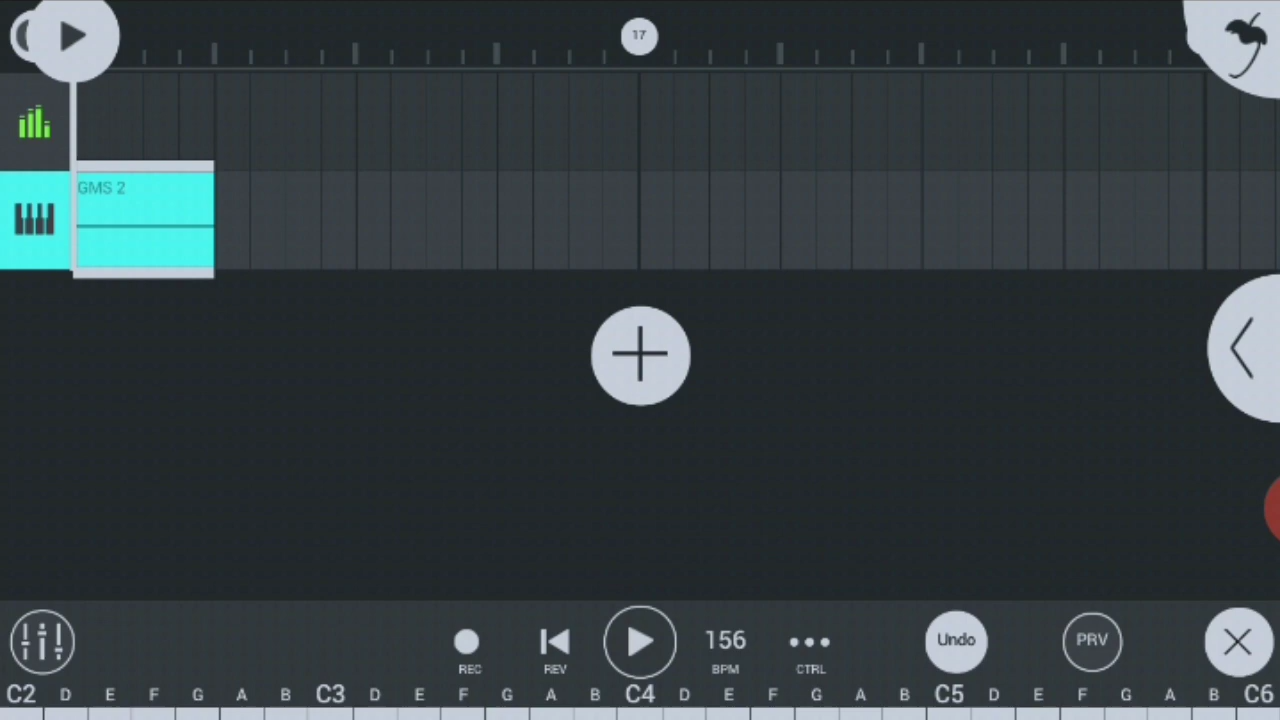 17
GMS 2
156
Undo
PRV
REC
REV
BPM
CTRL
C2 D E F G A B C3 D E F G A B C4 D E F G A B C5 D E F G A B C6